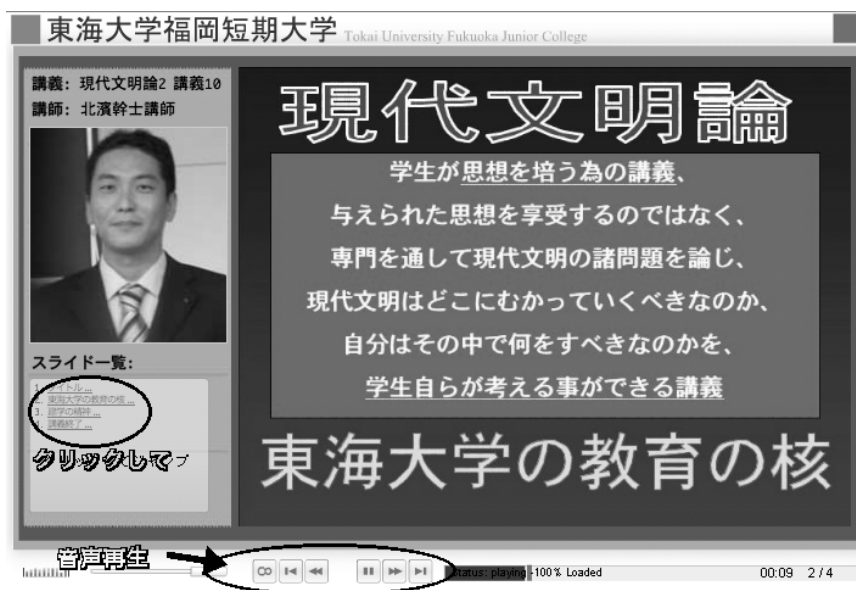 東海大学福岡短期大学 Tokai University Fukuoka Junior College
講義: 現代文明論2 講義10
講師: 北濱幹士講師
現代文明論
学生が思想を培う為の講義、
与えられた思想を享受するのではなく、
専門を通して現代文明の諸問題を論じ、
現代文明はどこにむかっていくべきなのか、
自分はその中で何をすべきなのかを、
学生自らが考える事ができる講義
東海大学の教育の核
スライド一覧:
1. タイトル ...
2. 東海大学の教育の核 ...
3. 建学の精神 ...
4. 講義終了 ...
クリックして
プ
音声再生
Status: playing -100% Loaded
00:09 2 / 4